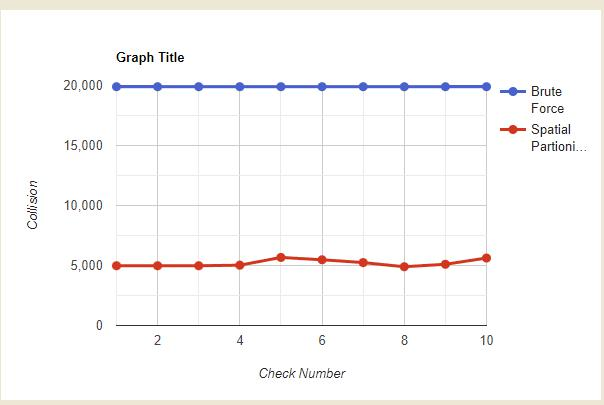 Graph Title
20,000
15,000
10,000
5,000
0
Collision
2 4 6 8 10
Check Number
Brute
Force
Spatial
Partioni...